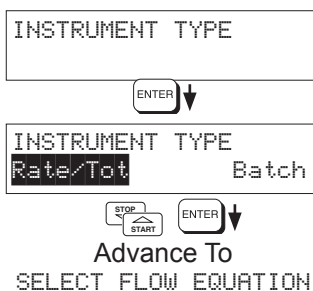 INSTRUMENT TYPE
ENTER
INSTRUMENT TYPE
Rate/Tot Batch
STOP
START
ENTER
Advance To
SELECT FLOW EQUATION